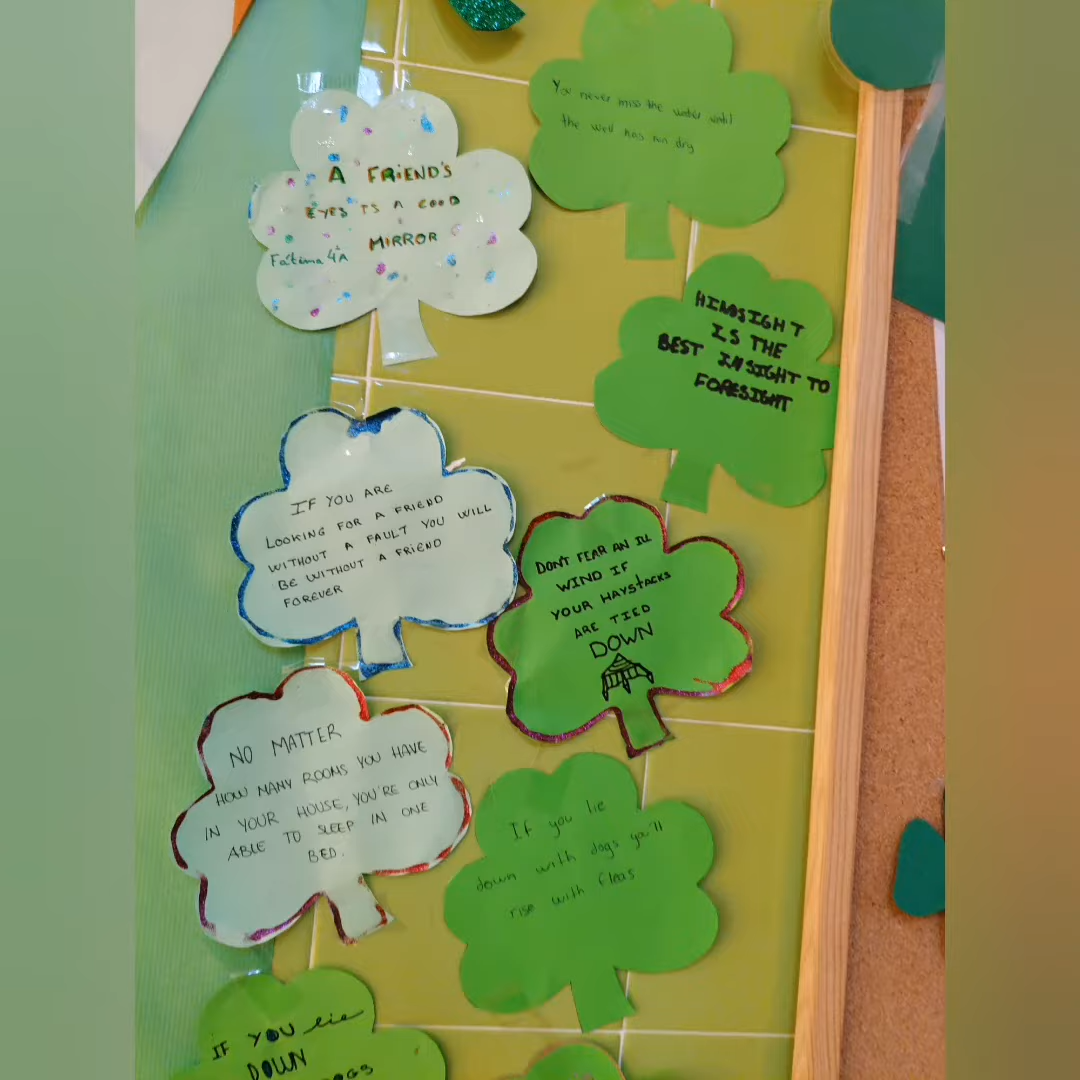 You never miss the water until
the well has run dry
A FRIEND'S
EYES IS A GOOD
MIRROR
Fátima 4ºA
HINDSIGHT
IS THE
BEST INSIGHT TO
FORESIGHT
IF YOU ARE
LOOKING FOR A FRIEND
WITHOUT A FAULT YOU WILL
BE WITHOUT A FRIEND
FOREVER
DON'T FEAR AN ILL
WIND IF
YOUR HAYSTACKS
ARE TIED
DOWN
NO MATTER
HOW MANY ROOMS YOU HAVE
IN YOUR HOUSE, YOU'RE ONLY
ABLE TO SLEEP IN ONE
BED.
If you lie
down with dogs you'll
rise with fleas
IF YOU lie
DOWN
DOGS